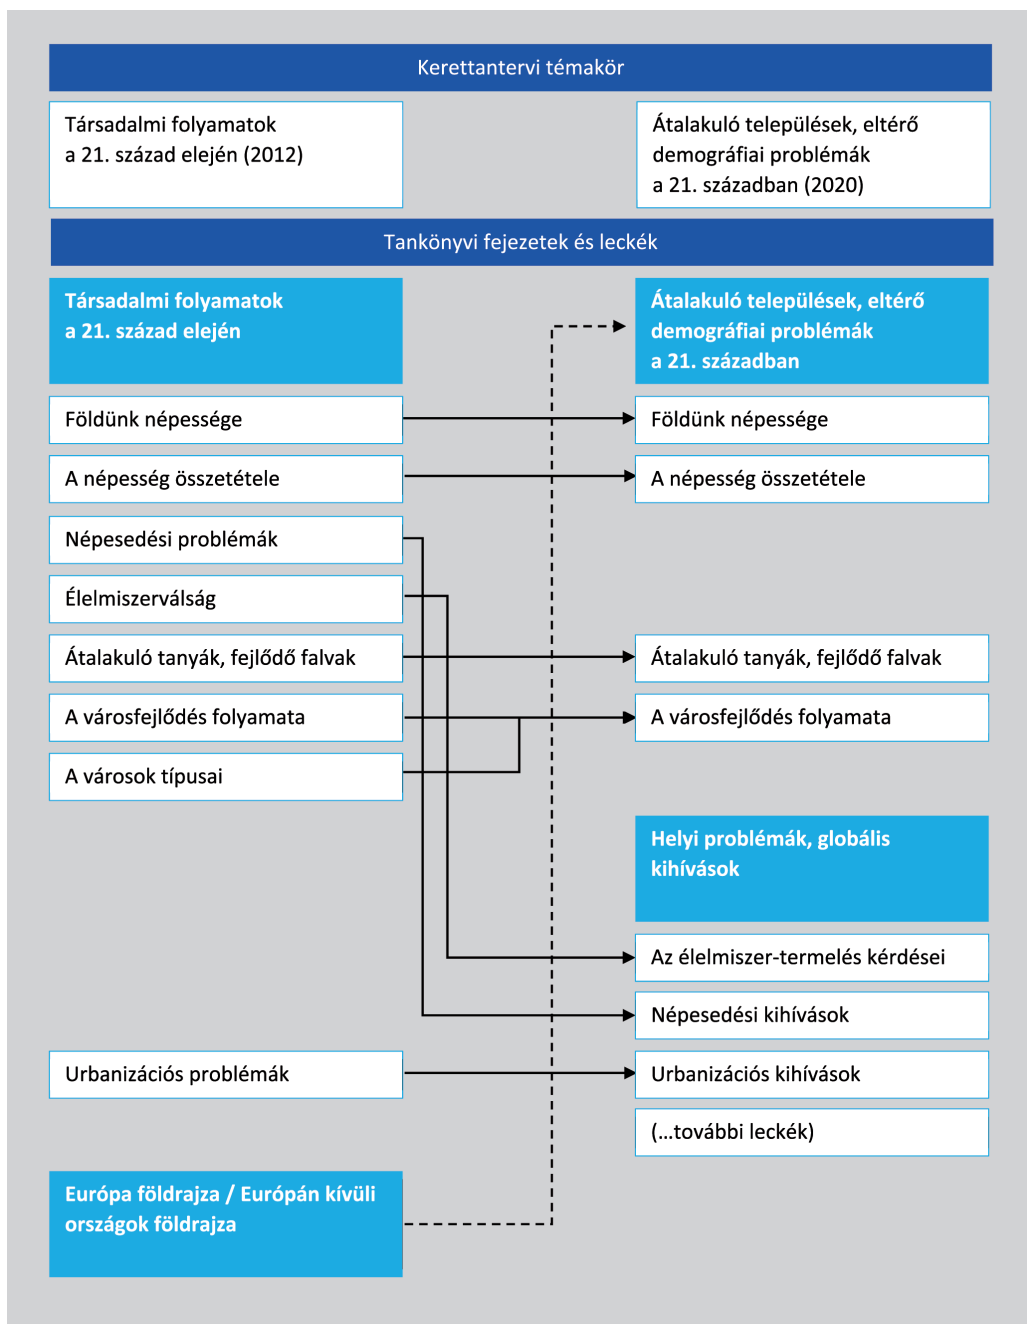 Kerettantervi témakör
Társadalmi folyamatok
a 21. század elején (2012)
Átalakuló települések, eltérő
demográfiai problémák
a 21. században (2020)
Tankönyvi fejezetek és leckék
Társadalmi folyamatok
a 21. század elején
Átalakuló települések, eltérő
demográfiai problémák
a 21. században
Földünk népessége
Földünk népessége
A népesség összetétele
A népesség összetétele
Népesedési problémák
Élelmiszerválság
Átalakuló tanyák, fejlődő falvak
Átalakuló tanyák, fejlődő falvak
A városfejlődés folyamata
A városfejlődés folyamata
A városok típusai
Helyi problémák, globális
kihívások
Az élelmiszer-termelés kérdései
Népesedési kihívások
Urbanizációs problémák
Urbanizációs kihívások
(...további leckék)
Európa földrajza / Európán kívüli
országok földrajza